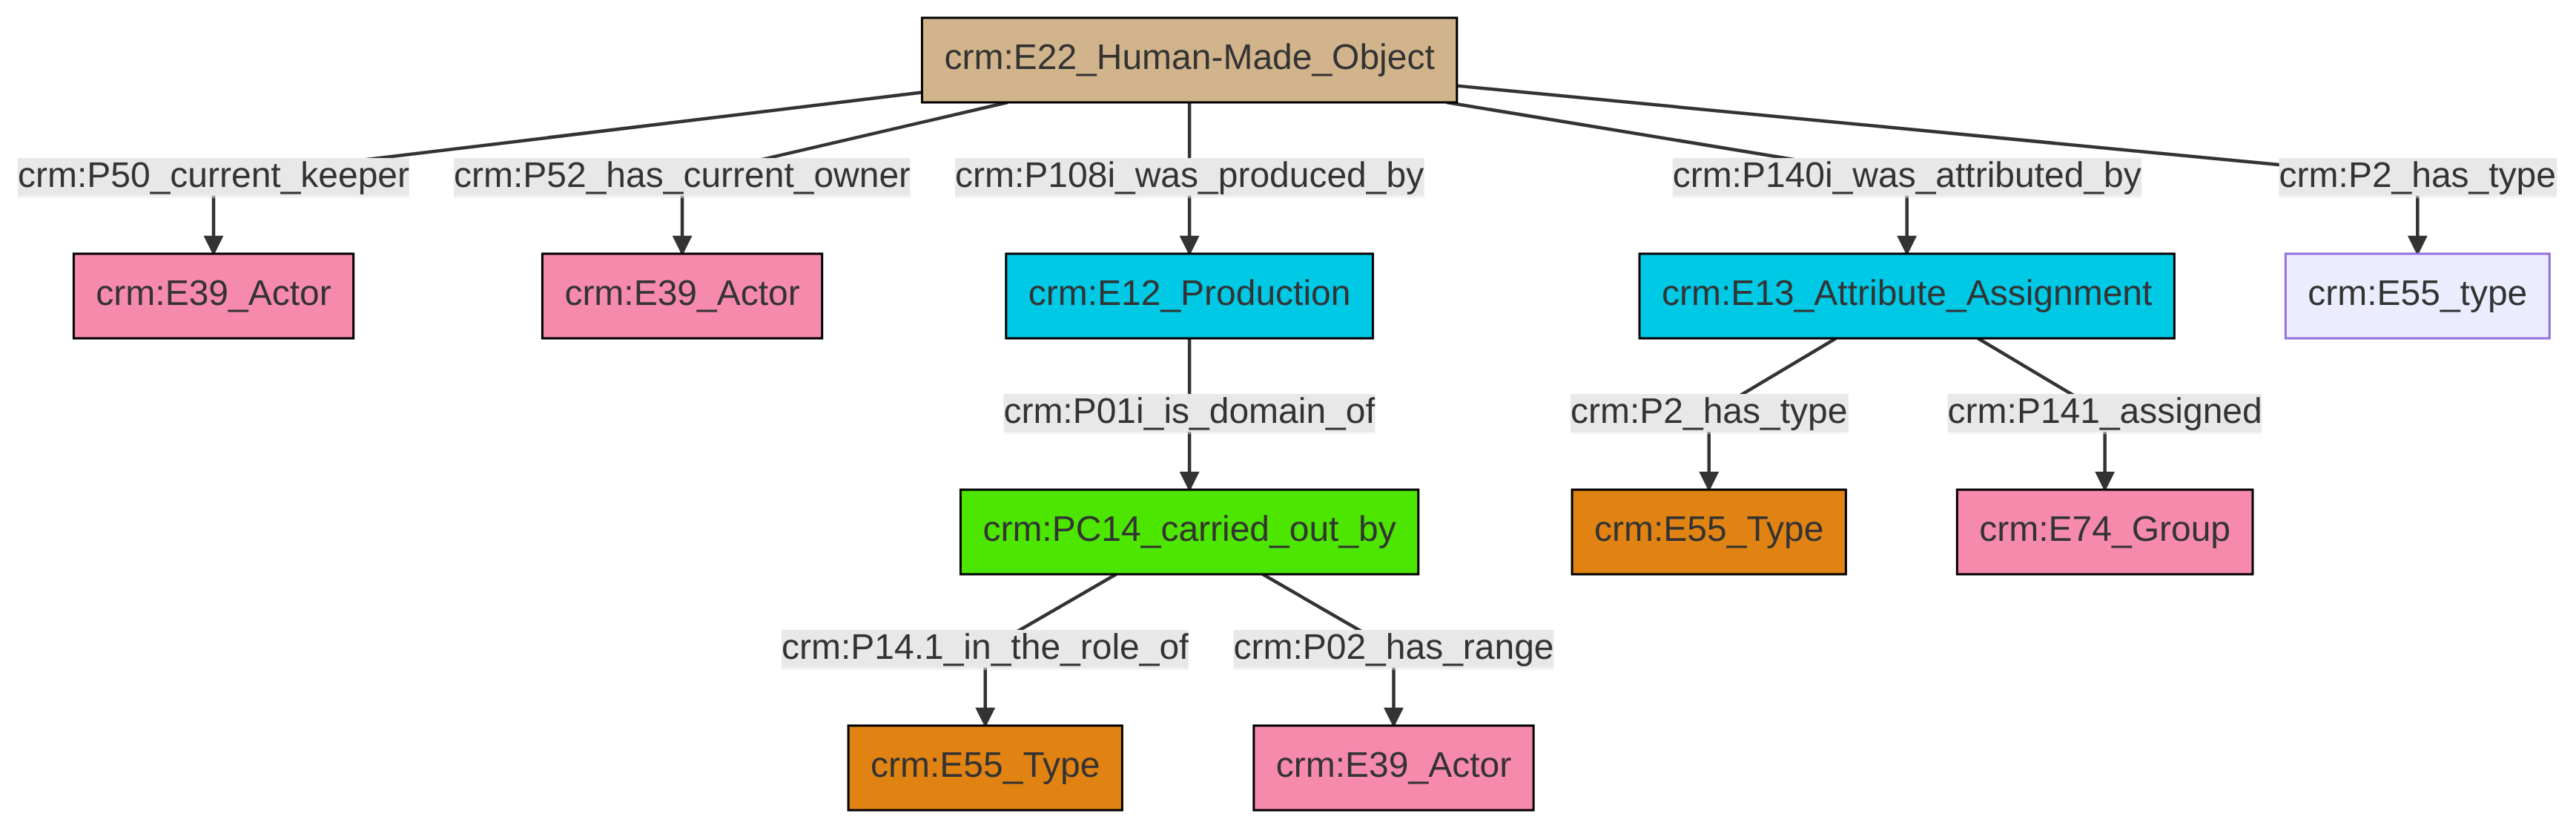 crm:E22_Human-Made_Object
crm:P50_current_keeper
crm:P52_has_current_owner
crm:P108i_was_produced_by
crm:P140i_was_attributed_by
crm:P2_has_type
crm:E39_Actor
crm:E39_Actor
crm:E12_Production
crm:E13_Attribute_Assignment
crm:E55_type
crm:P01i_is_domain_of
crm:P2_has_type
crm:P141_assigned
crm:PC14_carried_out_by
crm:E55_Type
crm:E74_Group
crm:P14.1_in_the_role_of
crm:P02_has_range
crm:E55_Type
crm:E39_Actor